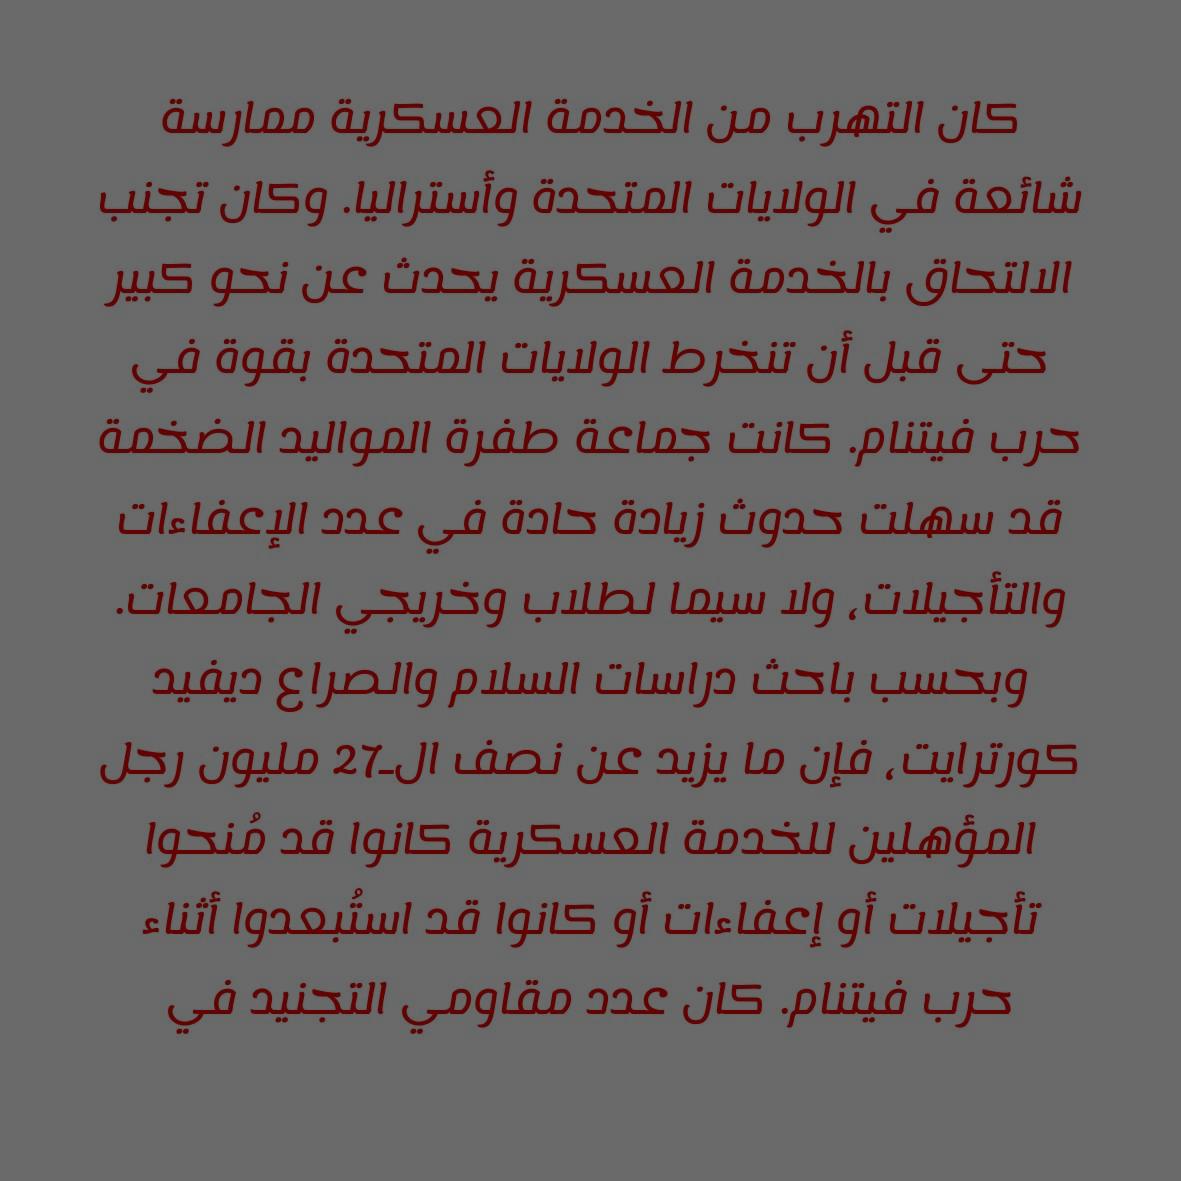 كان التهرب من الخدمة العسكرية ممارسة
شائعة في الولايات المتحدة وأستراليا. وكان تجنب
الالتحاق بالخدمة العسكرية يحدث عن نحو كبير
حتى قبل أن تنخرط الولايات المتحدة بقوة في
حرب فيتنام. كانت جماعة طفرة المواليد الضخمة
قد سهلت حدوث زيادة حادة في عدد الإعفاءات
والتأجيلات، ولا سيما لطلاب وخريجي الجامعات.
وبحسب باحث دراسات السلام والصراع ديفيد
كورترايت، فإن ما يزيد عن نصف الـ27 مليون رجل
المؤهلين للخدمة العسكرية كانوا قد مُنحوا
تأجيلات أو إعفاءات أو كانوا قد استُبعدوا أثناء
حرب فيتنام. كان عدد مقاومي التجنيد في